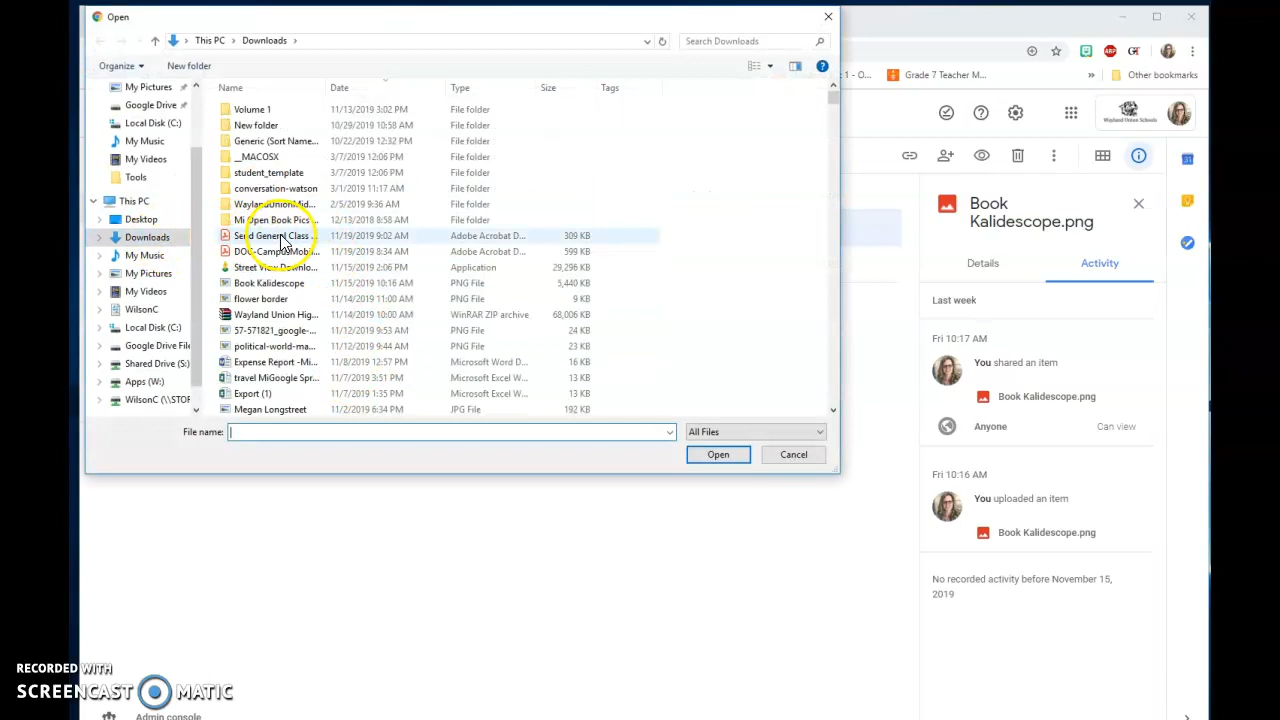 Open
This PC > Downloads >
Search Downloads
Organize
New folder
Name Date Type Size Tags
My Pictures
Google Drive
Local Disk (C:)
My Music
My Videos
Tools
This PC
Desktop
Downloads
My Music
My Pictures
My Videos
WilsonC
Local Disk (C:)
Google Drive File
Shared Drive (S:)
Apps (W:)
WilsonC (\\STOF
Volume 1 11/13/2019 3:02 PM File folder
New folder 10/29/2019 10:58 AM File folder
Generic (Sort Name... 10/22/2019 12:32 PM File folder
__MACOSX 3/7/2019 12:06 PM File folder
student_template 3/7/2019 12:06 PM File folder
conversation-watson 3/1/2019 11:17 AM File folder
WaylandUnionMid... 2/5/2019 9:36 AM File folder
Mi Open Book Pics 12/13/2018 8:58 AM File folder
Send General Class ... 11/19/2019 9:02 AM Adobe Acrobat D... 309 KB
DOC-Campus Mobil... 11/19/2019 8:34 AM Adobe Acrobat D... 599 KB
Street View Downlo... 11/15/2019 2:06 PM Application 29,296 KB
Book Kalidescope 11/15/2019 10:16 AM PNG File 5,440 KB
flower border 11/14/2019 11:00 AM PNG File 9 KB
Wayland Union Hig... 11/14/2019 10:00 AM WinRAR ZIP archive 68,006 KB
57-571821_google-... 11/12/2019 9:53 AM PNG File 24 KB
political-world-ma... 11/12/2019 9:44 AM PNG File 23 KB
Expense Report -Mi... 11/8/2019 12:57 PM Microsoft Word D... 16 KB
travel MiGoogle Spr... 11/7/2019 3:51 PM Microsoft Excel W... 13 KB
Export (1) 11/7/2019 1:35 PM Microsoft Excel W... 13 KB
Megan Longstreet 11/2/2019 6:34 PM JPG File 192 KB
File name:
All Files
Open
Cancel
1 - O...
Grade 7 Teacher M...
»
Other bookmarks
Wayland Union Schools
Book
Kalidescope.png
Details
Activity
Last week
Fri 10:17 AM
You shared an item
Book Kalidescope.png
Anyone
Can view
Fri 10:16 AM
You uploaded an item
Book Kalidescope.png
No recorded activity before November 15,
2019
Admin console
RECORDED WITH
SCREENCAST MATIC